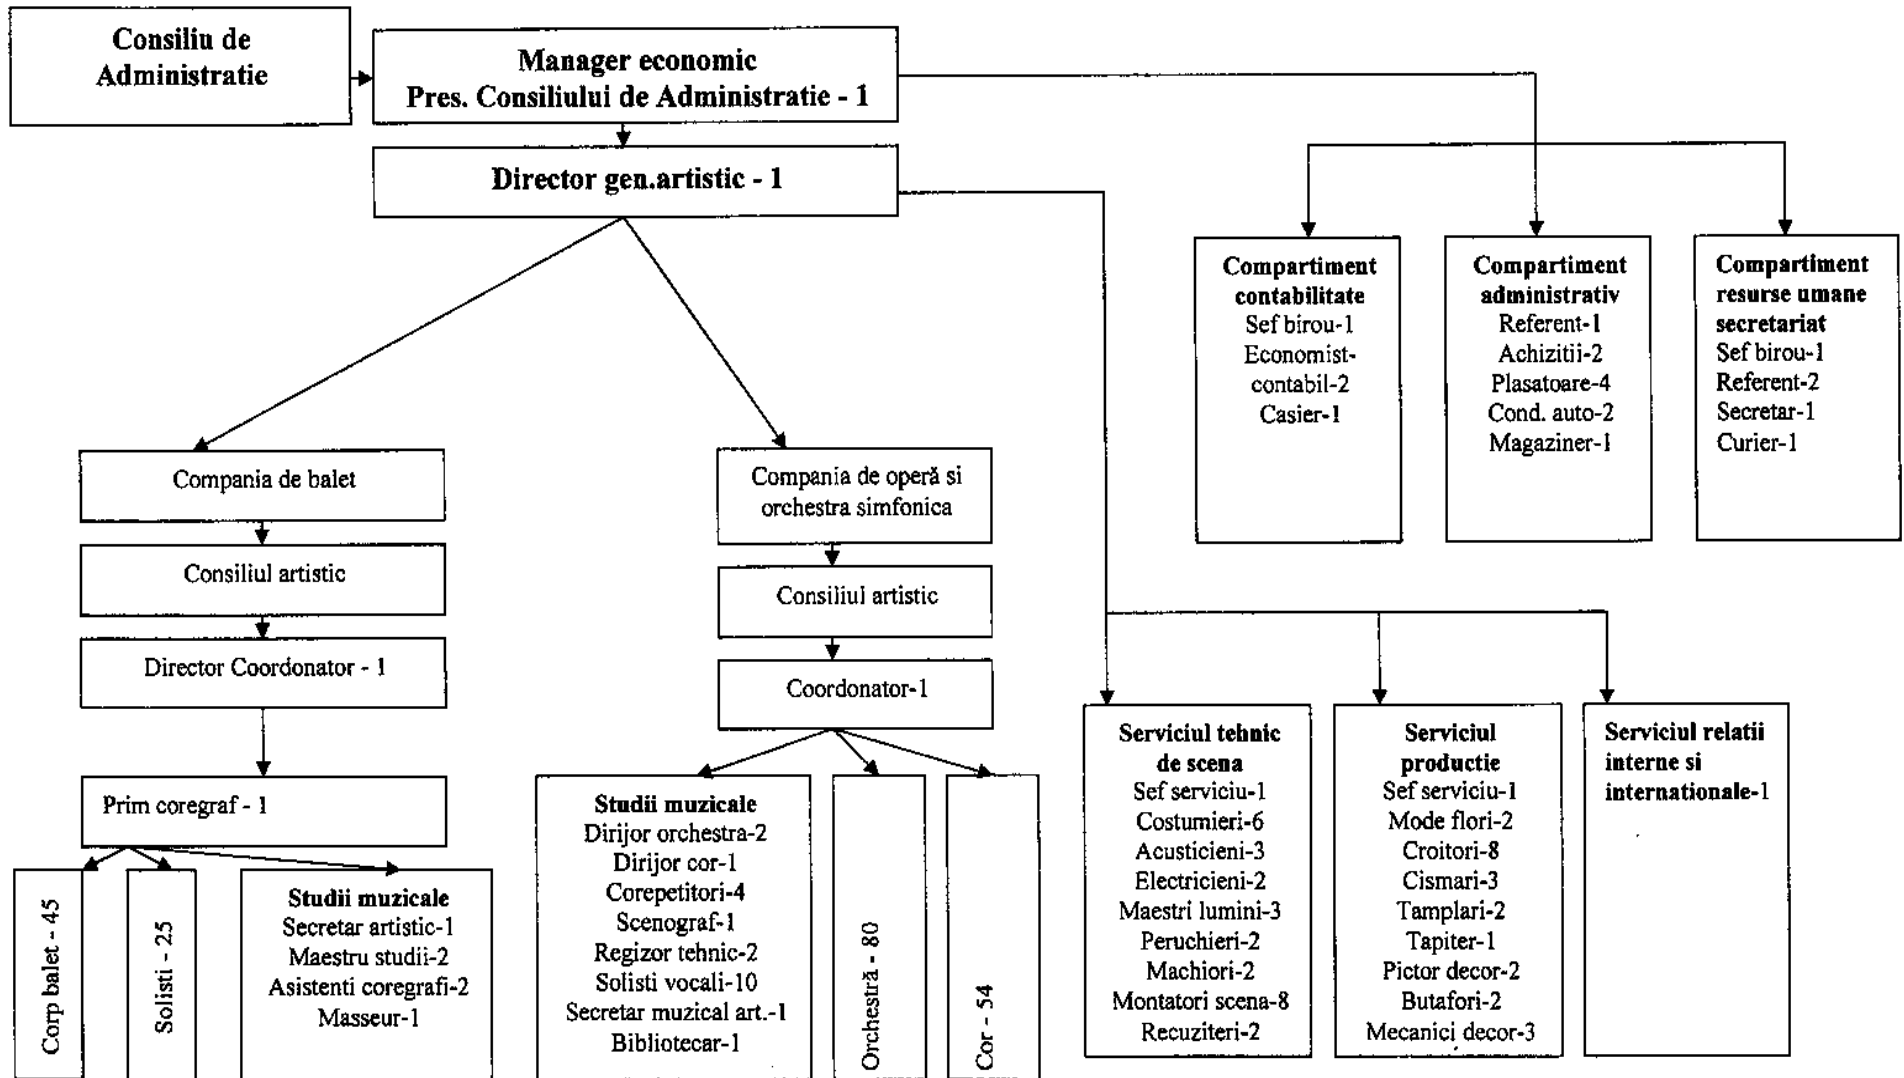 Consiliu de
Administratie
Manager economic
Pres. Consiliului de Administratie - 1
Director gen.artistic - 1
Compartiment
contabilitate
Sef birou-1
Economist-
contabil-2
Casier-1
Compartiment
administrativ
Referent-1
Achizitii-2
Plasatoare-4
Cond. auto-2
Magaziner-1
Compartiment
resurse umane
secretariat
Sef birou-1
Referent-2
Secretar-1
Curier-1
Compania de balet
Consiliul artistic
Director Coordonator - 1
Prim coregraf - 1
Corp balet - 45
Solisti - 25
Studii muzicale
Secretar artistic-1
Maestru studii-2
Asistenti coregrafi-2
Masseur-1
Compania de operă si
orchestra simfonica
Consiliul artistic
Coordonator-1
Studii muzicale
Dirijor orchestra-2
Dirijor cor-1
Corepetitori-4
Scenograf-1
Regizor tehnic-2
Solisti vocali-10
Secretar muzical art.-1
Bibliotecar-1
Orchestră - 80
Cor - 54
Serviciul tehnic
de scena
Sef serviciu-1
Costumieri-6
Acusticieni-3
Electricieni-2
Maestri lumini-3
Peruchieri-2
Machiori-2
Montatori scena-8
Recuziteri-2
Serviciul
productie
Sef serviciu-1
Mode flori-2
Croitori-8
Cismari-3
Tamplari-2
Tapiter-1
Pictor decor-2
Butafori-2
Mecanici decor-3
Serviciul relatii
interne si
internationale-1